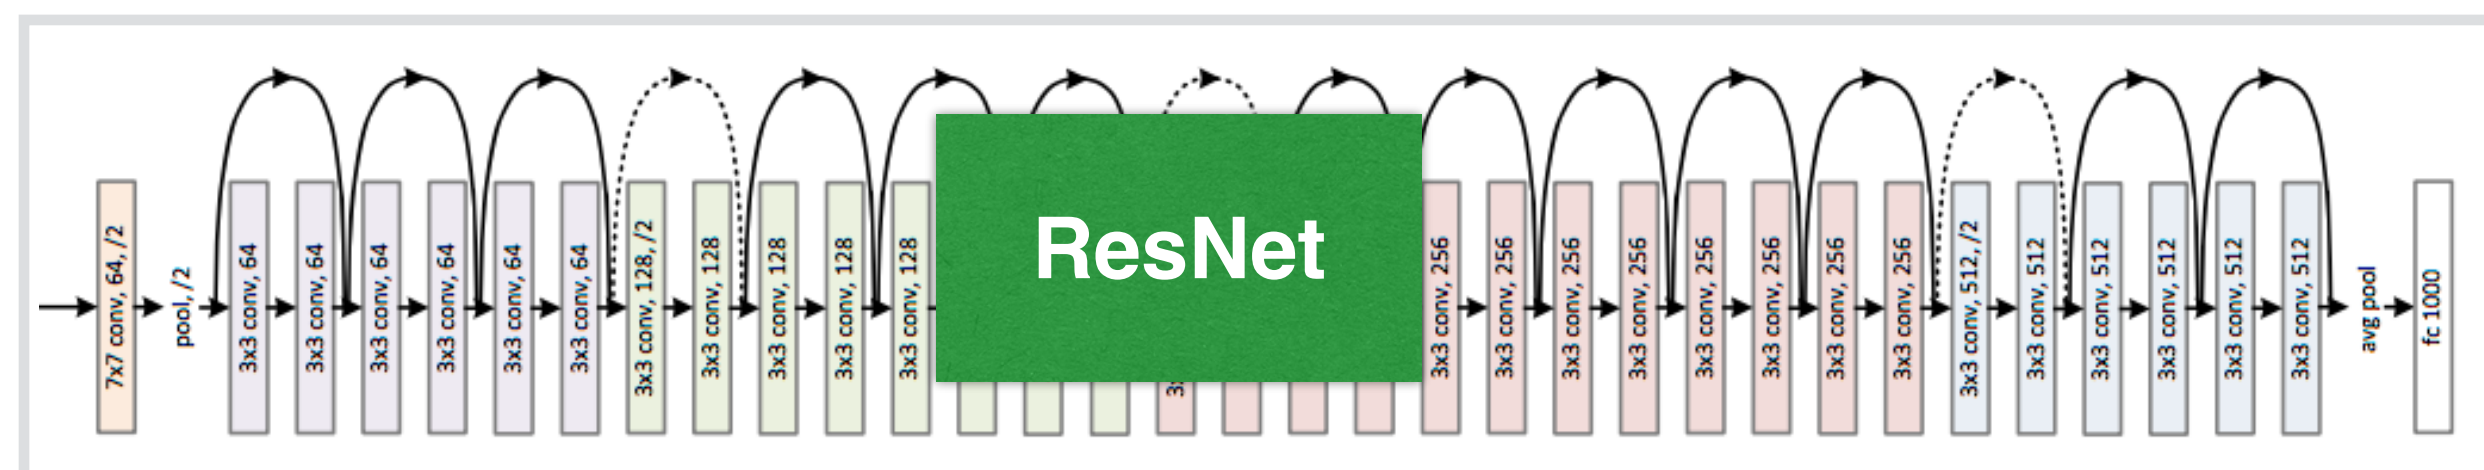 7x7 conv, 64, /2
pool, /2
3x3 conv, 64
3x3 conv, 64
3x3 conv, 64
3x3 conv, 64
3x3 conv, 64
3x3 conv, 64
3x3 conv, 128, /2
3x3 conv, 128
3x3 conv, 128
3x3 conv, 128
3x3 conv, 128
ResNet
3x3 conv, 256
3x3 conv, 256
3x3 conv, 256
3x3 conv, 256
3x3 conv, 256
3x3 conv, 256
3x3 conv, 256
3x3 conv, 256
3x3 conv, 512, /2
3x3 conv, 512
3x3 conv, 512
3x3 conv, 512
3x3 conv, 512
3x3 conv, 512
avg pool
fc 1000